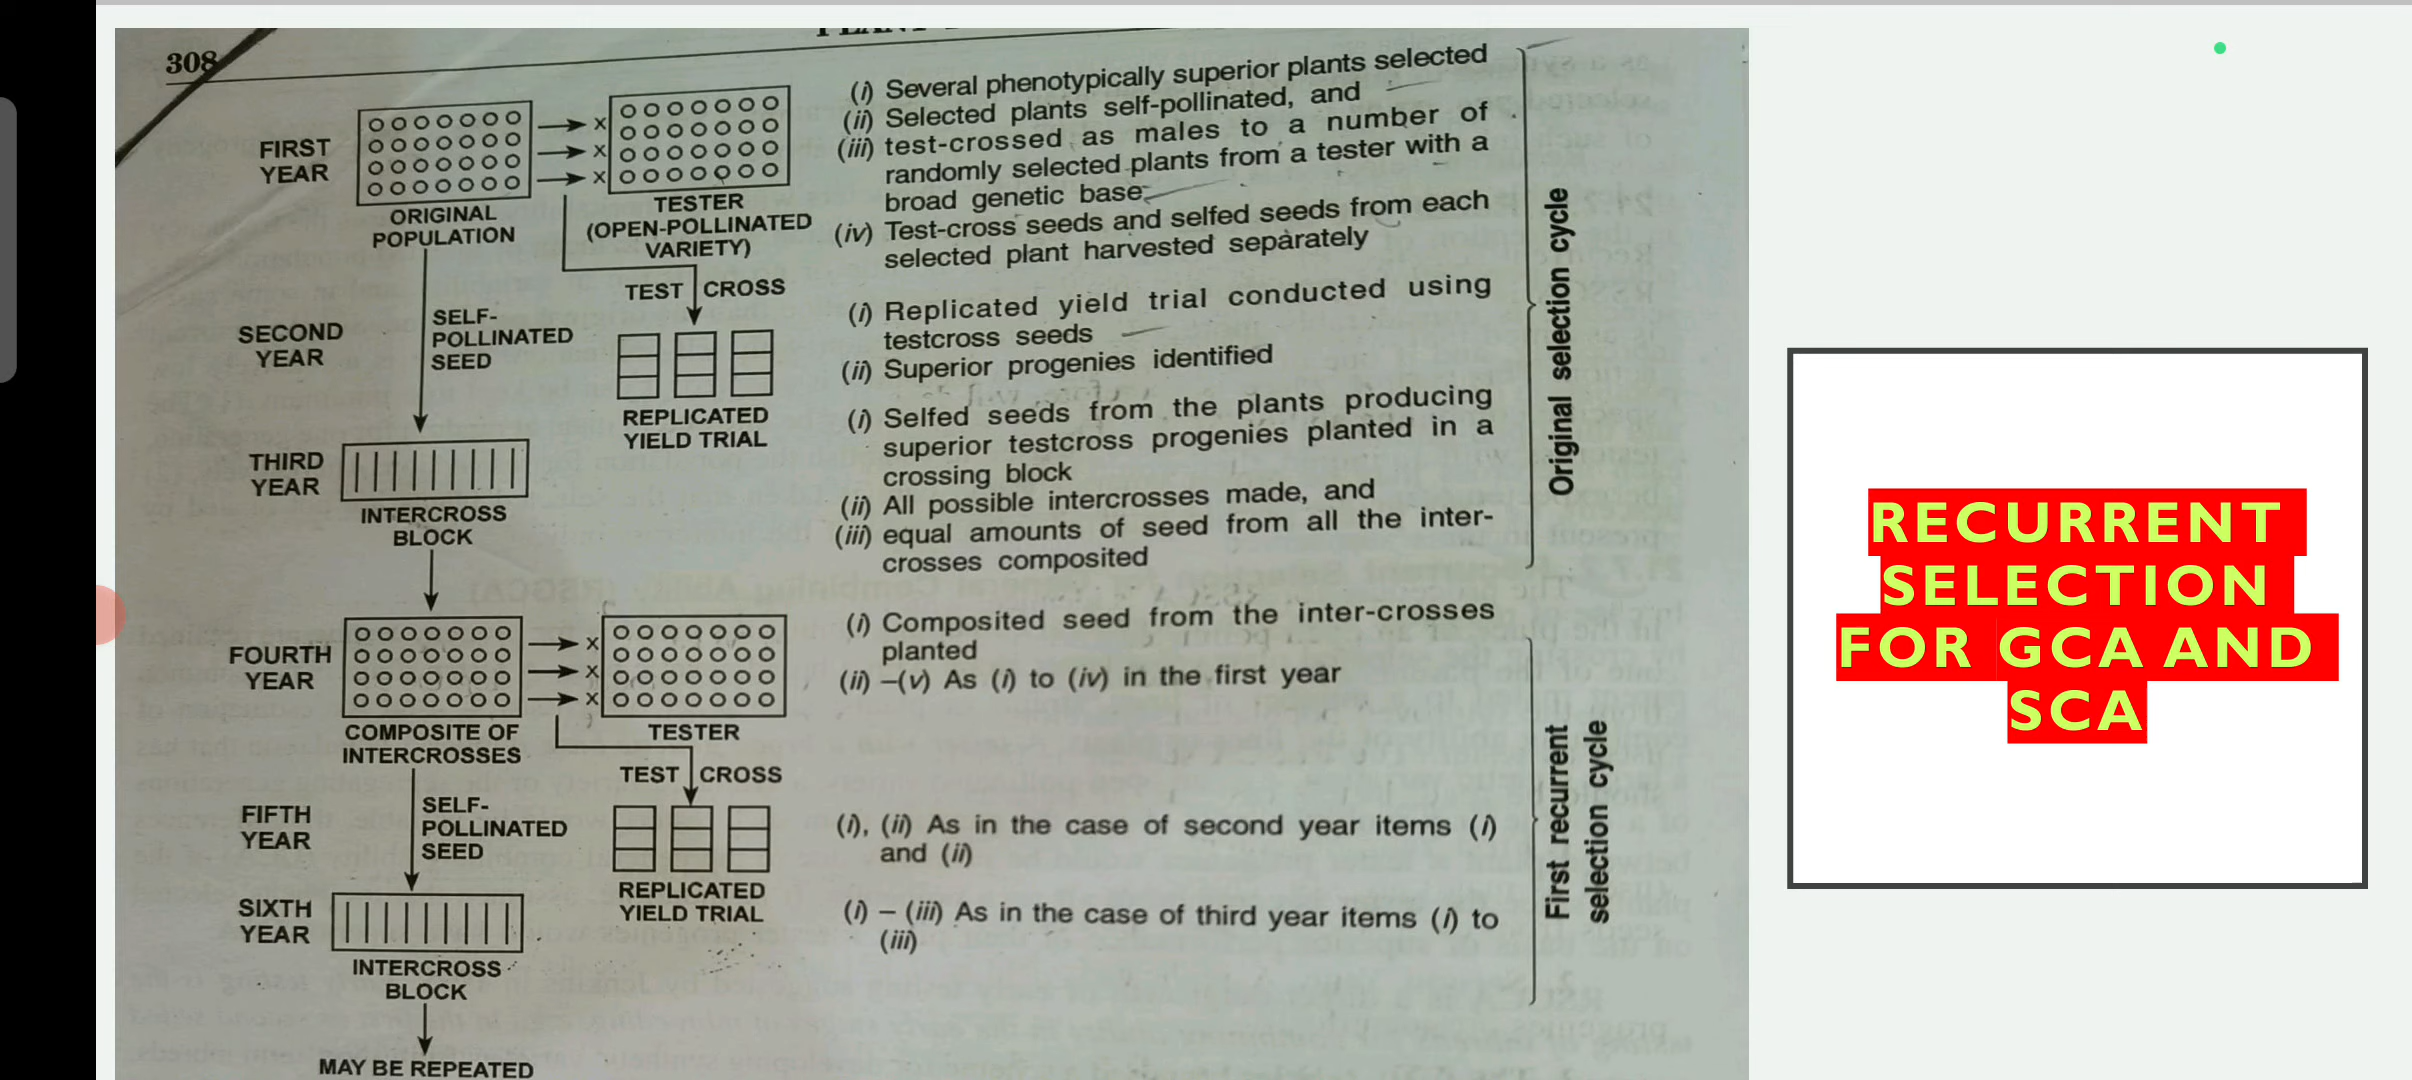 308
FIRST
YEAR
ORIGINAL
POPULATION
x
x
x
TESTER
(OPEN-POLLINATED
VARIETY)
(i) Several phenotypically superior plants selected
(ii) Selected plants self-pollinated, and
(iii) test-crossed as males to a number of
randomly selected plants from a tester with a
broad genetic base
(iv) Test-cross seeds and selfed seeds from each
selected plant harvested separately
TEST CROSS
SECOND
YEAR
SELF-
POLLINATED
SEED
REPLICATED
YIELD TRIAL
(i) Replicated yield trial conducted using
testcross seeds
(ii) Superior progenies identified
THIRD
YEAR
INTERCROSS
BLOCK
(i) Selfed seeds from the plants producing
superior testcross progenies planted in a
crossing block
(ii) All possible intercrosses made, and
(iii) equal amounts of seed from all the inter-
crosses composited
Original selection cycle
FOURTH
YEAR
COMPOSITE OF
INTERCROSSES
x
x
x
TESTER
(i) Composited seed from the inter-crosses
planted
(ii) –(v) As (i) to (iv) in the first year
TEST CROSS
FIFTH
YEAR
SELF-
POLLINATED
SEED
REPLICATED
YIELD TRIAL
(i), (ii) As in the case of second year items (i)
and (ii)
SIXTH
YEAR
INTERCROSS
BLOCK
(i) – (iii) As in the case of third year items (i) to
(iii)
MAY BE REPEATED
First recurrent
selection cycle
RECURRENT
SELECTION
FOR GCA AND
SCA